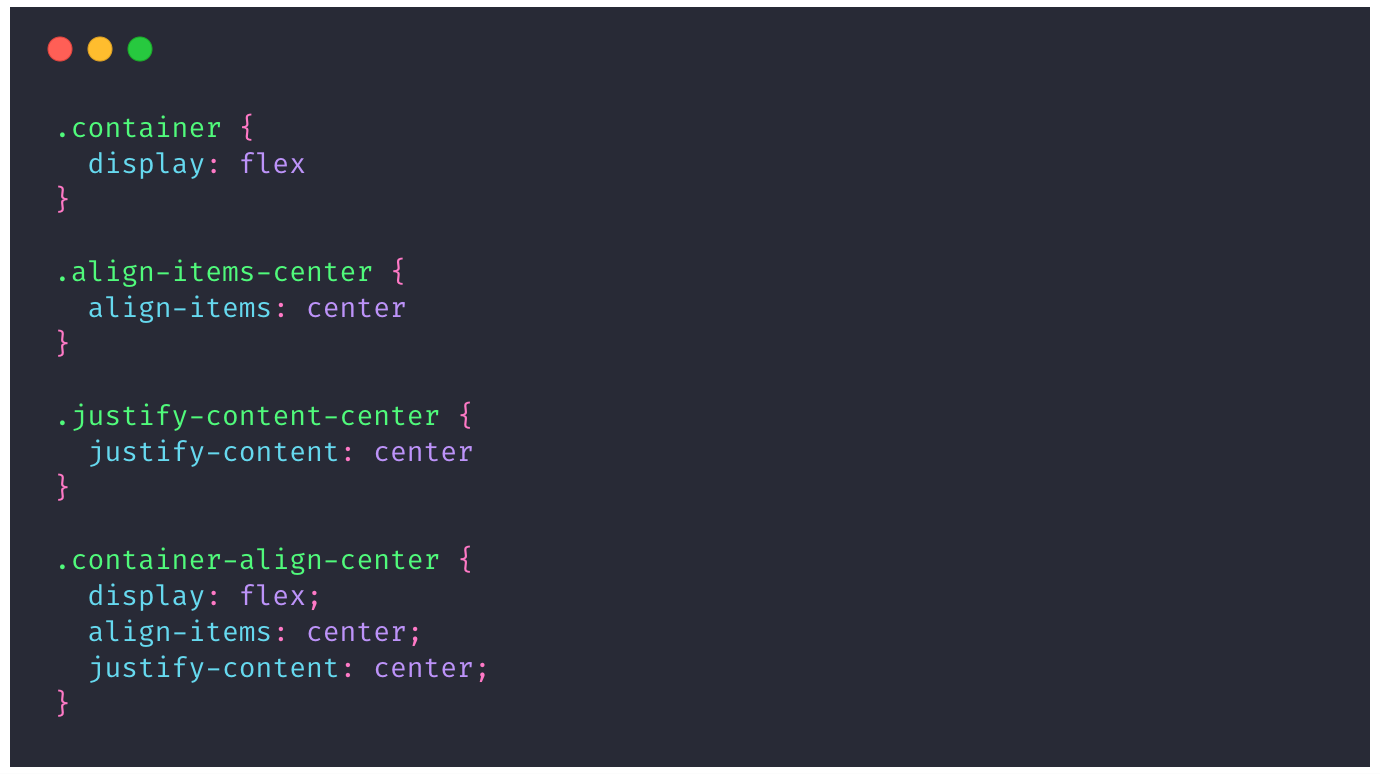 .container {
  display: flex
}

.align-items-center {
  align-items: center
}

.justify-content-center {
  justify-content: center
}

.container-align-center {
  display: flex;
  align-items: center;
  justify-content: center;
}